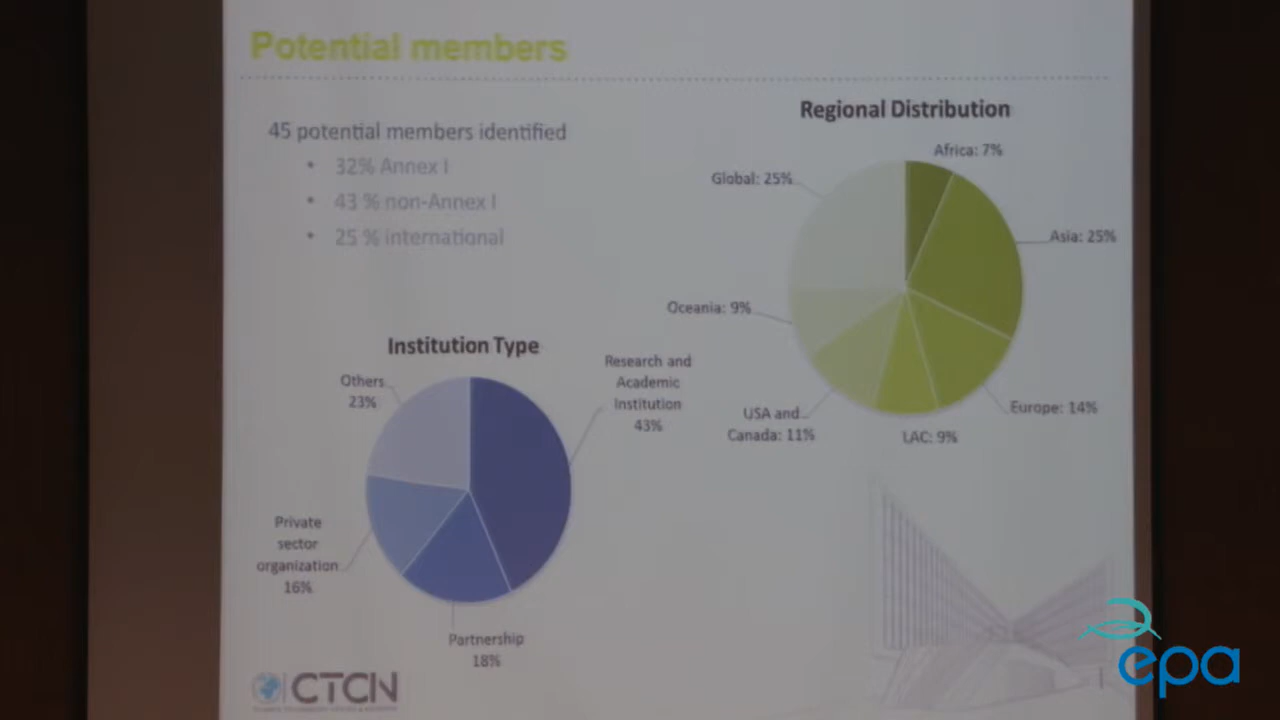 Potential members
45 potential members identified
• 32% Annex I
• 43 % non-Annex I
• 25 % international
Regional Distribution
Africa: 7%
Global: 25%
Asia: 25%
Oceania: 9%
Europe: 14%
USA and
Canada: 11%
LAC: 9%
Institution Type
Others
23%
Research and
Academic
Institution
43%
Private
sector
organization
16%
Partnership
18%
CTCN
epa